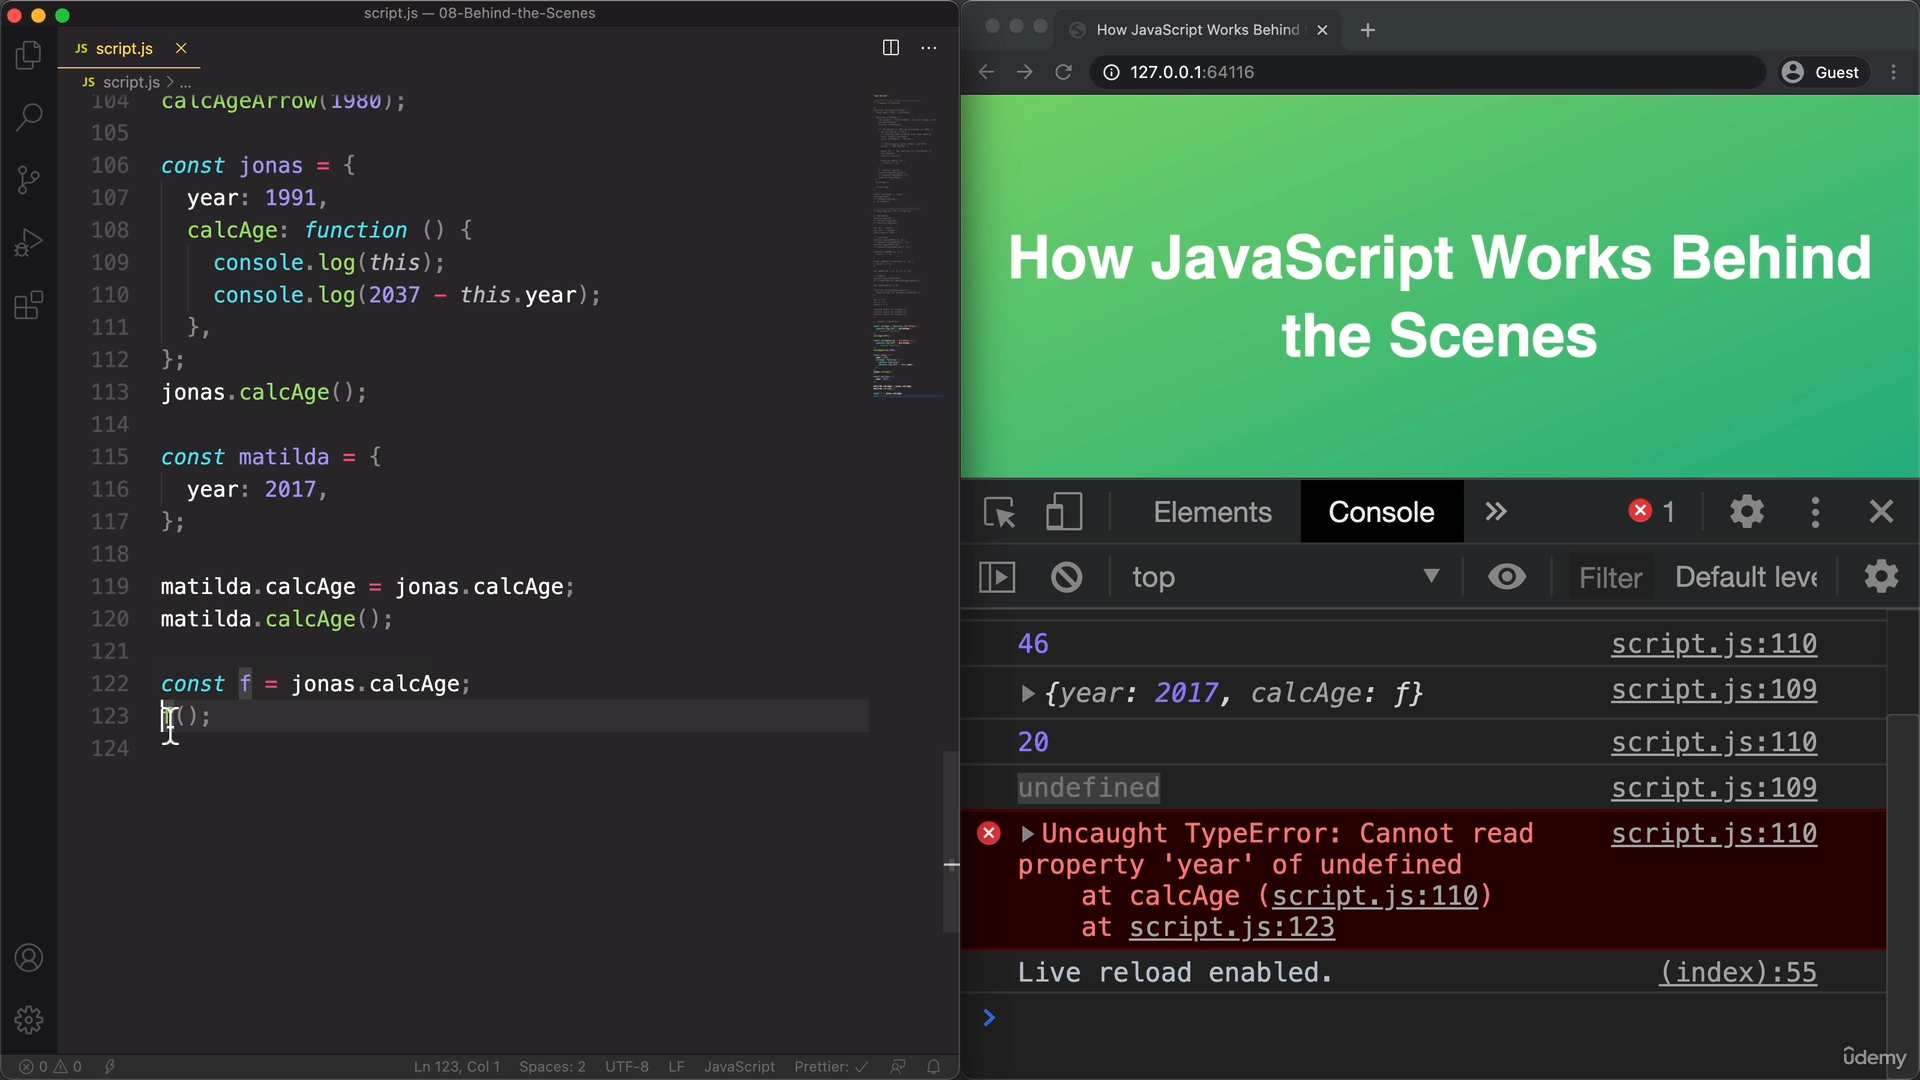 script.js — 08-Behind-the-Scenes
JS script.js
JS script.js > ...
104 calcAgeArrow(1980);
105
106 const jonas = {
107 year: 1991,
108 calcAge: function () {
109 console.log(this);
110 console.log(2037 - this.year);
111 },
112 };
113 jonas.calcAge();
114
115 const matilda = {
116 year: 2017,
117 };
118
119 matilda.calcAge = jonas.calcAge;
120 matilda.calcAge();
121
122 const f = jonas.calcAge;
123 f();
124
0 0
Ln 123, Col 1 Spaces: 2 UTF-8 LF JavaScript Prettier: ✓
How JavaScript Works Behind
127.0.0.1:64116
Guest
How JavaScript Works Behind
the Scenes
Elements Console » 1
top Filter Default leve
46 script.js:110
{year: 2017, calcAge: f} script.js:109
20 script.js:110
undefined script.js:109
Uncaught TypeError: Cannot read script.js:110
property 'year' of undefined
at calcAge (script.js:110)
at script.js:123
Live reload enabled. (index):55
>
ûdemy